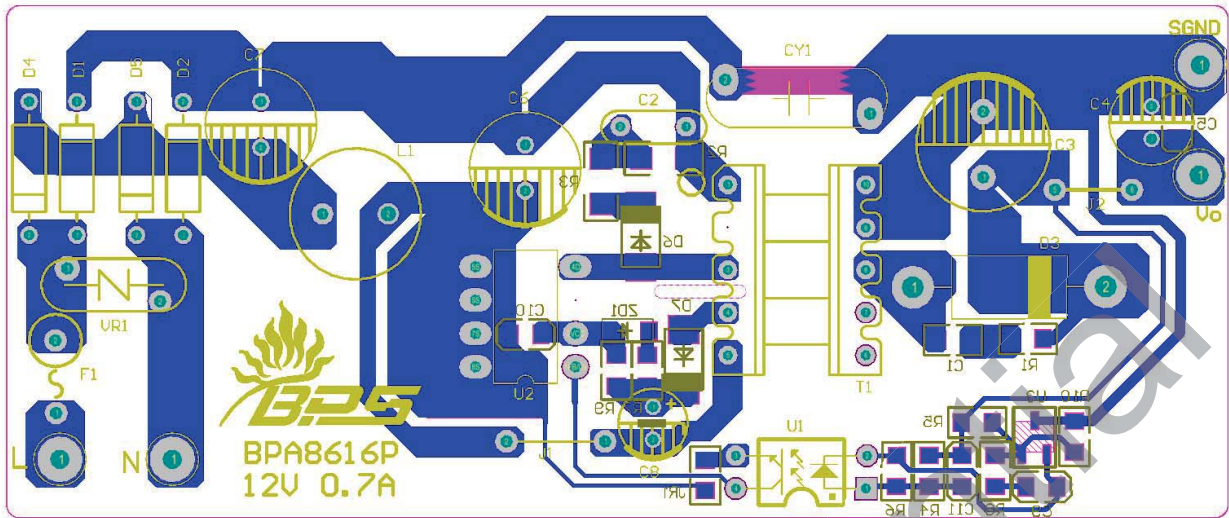 SGND
D4
D1
D5
D2
C7
CY1
C6
C2
C4
C5
L1
R2
C3
R3
J2
Vo
D6
D3
VR1
C10
ZD1
D7
F1
U2
C1
R1
T1
BPS
R9
L
N
BPA8616P
12V 0.7A
J1
C8
JR1
U1
R5
U3
R10
R6
R4
C11
R8
C9